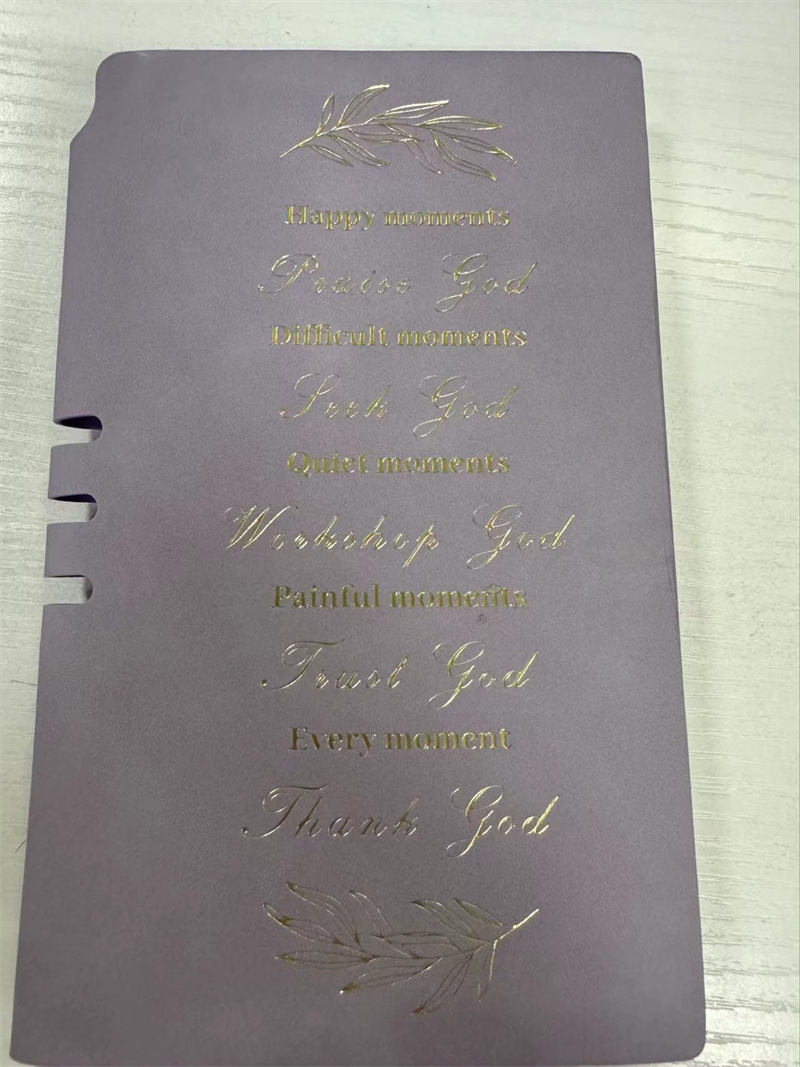 Happy moments
Praise God
Difficult moments
Seek God
Quiet moments
Workshop God
Painful moments
Trust God
Every moment
Thank God